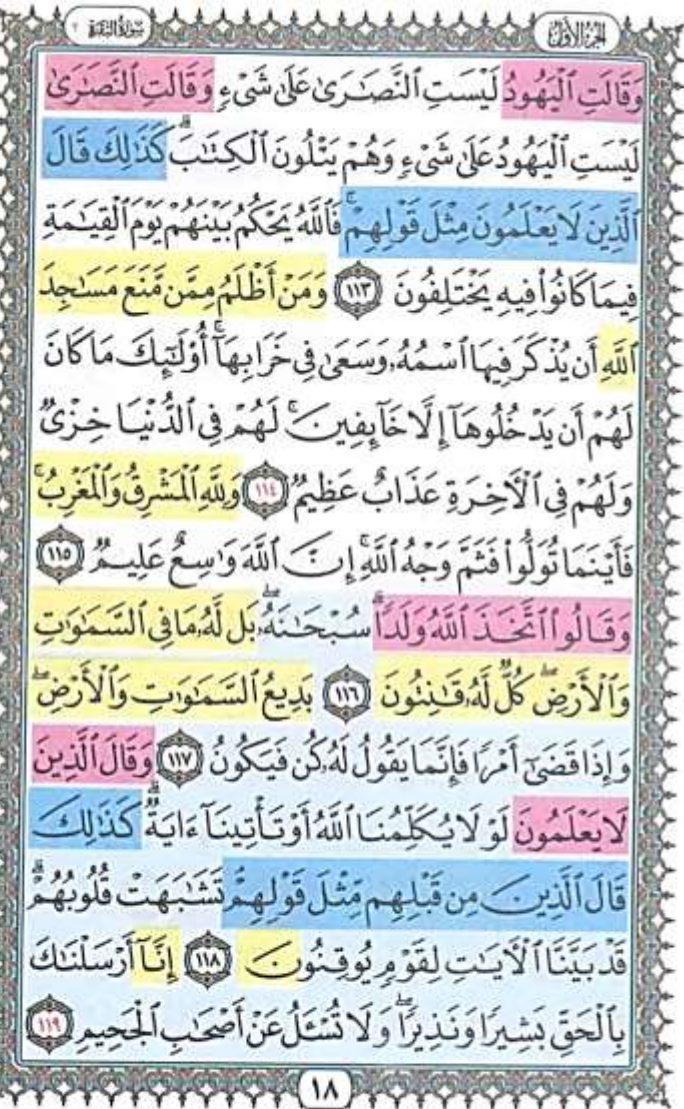 سُورَةُ البَقَرَةِ ٢
الجُزْءُ الأَوَّلُ
وَقَالَتِ ٱلْيَهُودُ لَيْسَتِ ٱلنَّصَٰرَىٰ عَلَىٰ شَىْءٍ وَقَالَتِ ٱلنَّصَٰرَىٰ
لَيْسَتِ ٱلْيَهُودُ عَلَىٰ شَىْءٍ وَهُمْ يَتْلُونَ ٱلْكِتَٰبَۗ كَذَٰلِكَ قَالَ
ٱلَّذِينَ لَا يَعْلَمُونَ مِثْلَ قَوْلِهِمْۚ فَٱللَّهُ يَحْكُمُ بَيْنَهُمْ يَوْمَ ٱلْقِيَٰمَةِ
فِيمَا كَانُوا۟ فِيهِ يَخْتَلِفُونَ ١١٣ وَمَنْ أَظْلَمُ مِمَّن مَّنَعَ مَسَٰجِدَ
ٱللَّهِ أَن يُذْكَرَ فِيهَا ٱسْمُهُۥ وَسَعَىٰ فِى خَرَابِهَآۚ أُو۟لَٰٓئِكَ مَا كَانَ
لَهُمْ أَن يَدْخُلُوهَآ إِلَّا خَآئِفِينَۚ لَهُمْ فِى ٱلدُّنْيَا خِزْىٌ
وَلَهُمْ فِى ٱلْءَاخِرَةِ عَذَابٌ عَظِيمٌ ١١٤ وَلِلَّهِ ٱلْمَشْرِقُ وَٱلْمَغْرِبُۚ
فَأَيْنَمَا تُوَلُّوا۟ فَثَمَّ وَجْهُ ٱللَّهِۚ إِنَّ ٱللَّهَ وَٰسِعٌ عَلِيمٌ ١١٥
وَقَالُوا۟ ٱتَّخَذَ ٱللَّهُ وَلَدًاۗ سُبْحَٰنَهُۥۖ بَل لَّهُۥ مَا فِى ٱلسَّمَٰوَٰتِ
وَٱلْأَرْضِۖ كُلٌّ لَّهُۥ قَٰنِتُونَ ١١٦ بَدِيعُ ٱلسَّمَٰوَٰتِ وَٱلْأَرْضِۖ
وَإِذَا قَضَىٰٓ أَمْرًا فَإِنَّمَا يَقُولُ لَهُۥ كُن فَيَكُونُ ١١٧ وَقَالَ ٱلَّذِينَ
لَا يَعْلَمُونَ لَوْلَا يُكَلِّمُنَا ٱللَّهُ أَوْ تَأْتِينَآ ءَايَةٌۗ كَذَٰلِكَ
قَالَ ٱلَّذِينَ مِن قَبْلِهِم مِّثْلَ قَوْلِهِمْۘ تَشَٰبَهَتْ قُلُوبُهُمْۗ
قَدْ بَيَّنَّا ٱلْءَايَٰتِ لِقَوْمٍ يُوقِنُونَ ١١٨ إِنَّآ أَرْسَلْنَٰكَ
بِٱلْحَقِّ بَشِيرًا وَنَذِيرًاۖ وَلَا تُسْـَٔلُ عَنْ أَصْحَٰبِ ٱلْجَحِيمِ ١١٩
١٨